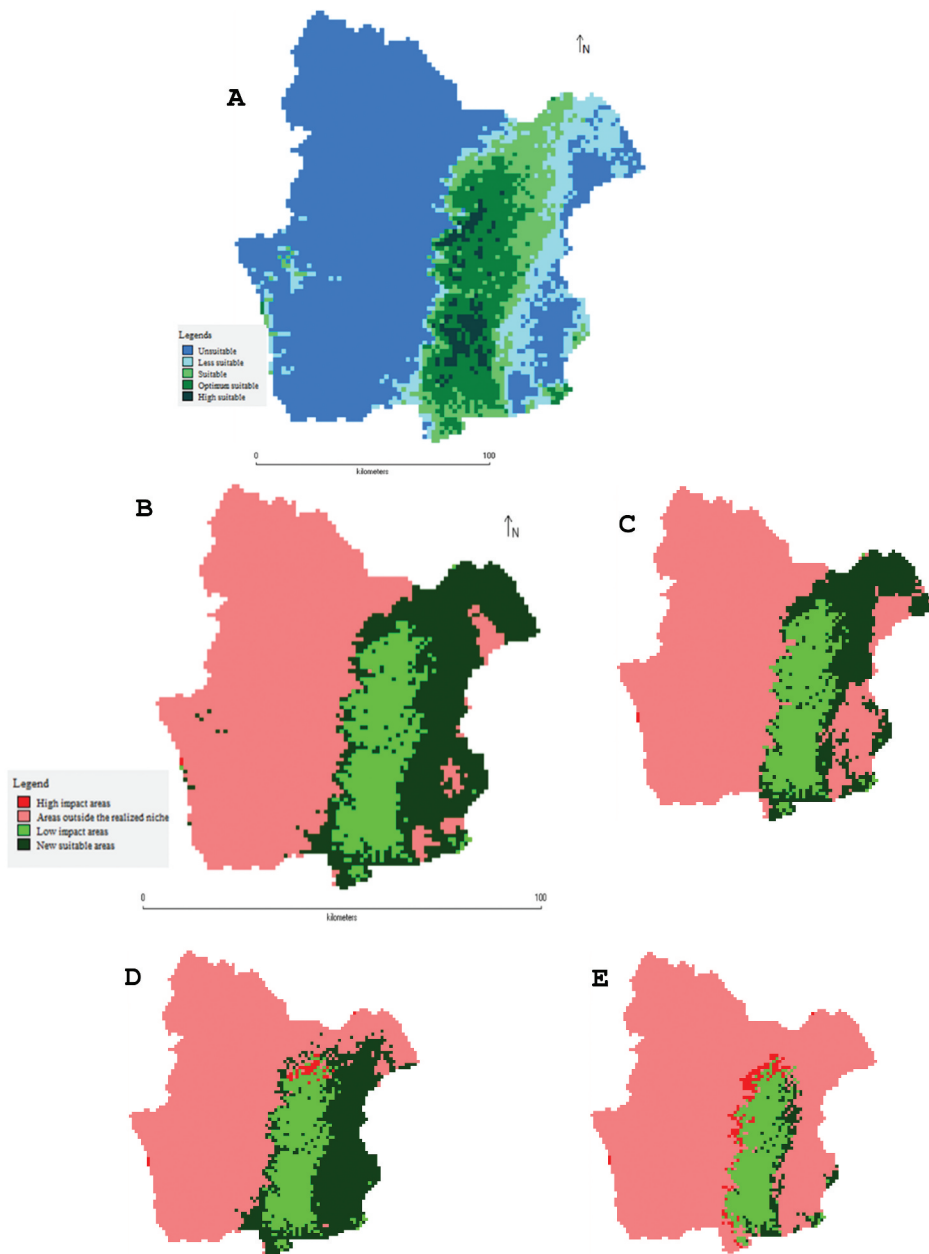 A
N
Legends
Unsuitable
Less suitable
Suitable
Optimum suitable
High suitable
0 100
kilometers
B
N
C
Legend
High impact areas
Areas outside the realized niche
Low impact areas
New suitable areas
0 100
kilometers
D
E